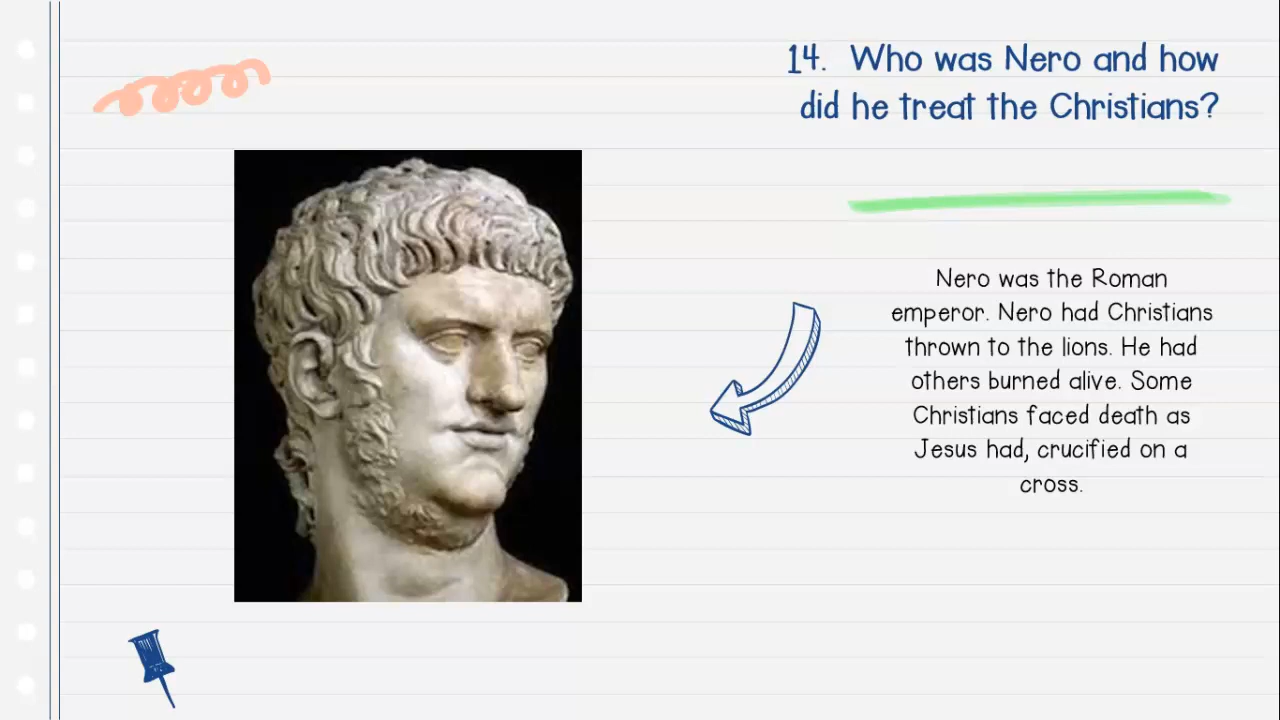 14. Who was Nero and how
did he treat the Christians?
Nero was the Roman
emperor. Nero had Christians
thrown to the lions. He had
others burned alive. Some
Christians faced death as
Jesus had, crucified on a
cross.